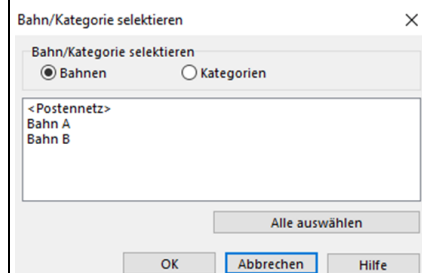 Bahn/Kategorie selektieren
Bahn/Kategorie selektieren
Bahnen Kategorien
<Postennetz>
Bahn A
Bahn B
Alle auswählen
OK Abbrechen Hilfe